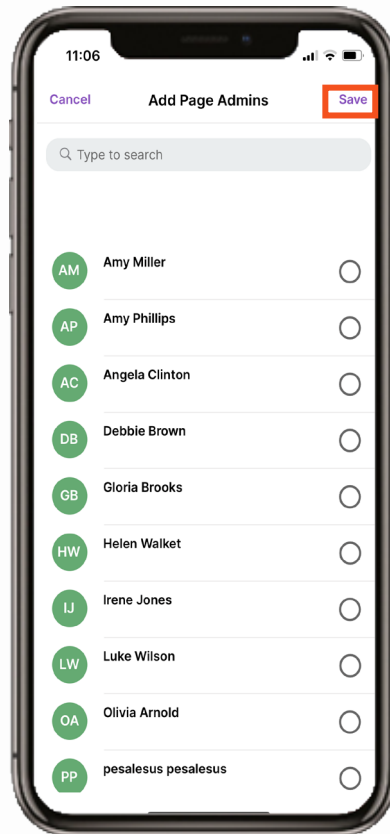 11:06
Cancel Add Page Admins Save
Type to search
AM Amy Miller
AP Amy Phillips
AC Angela Clinton
DB Debbie Brown
GB Gloria Brooks
HW Helen Walket
IJ Irene Jones
LW Luke Wilson
OA Olivia Arnold
PP pesalesus pesalesus